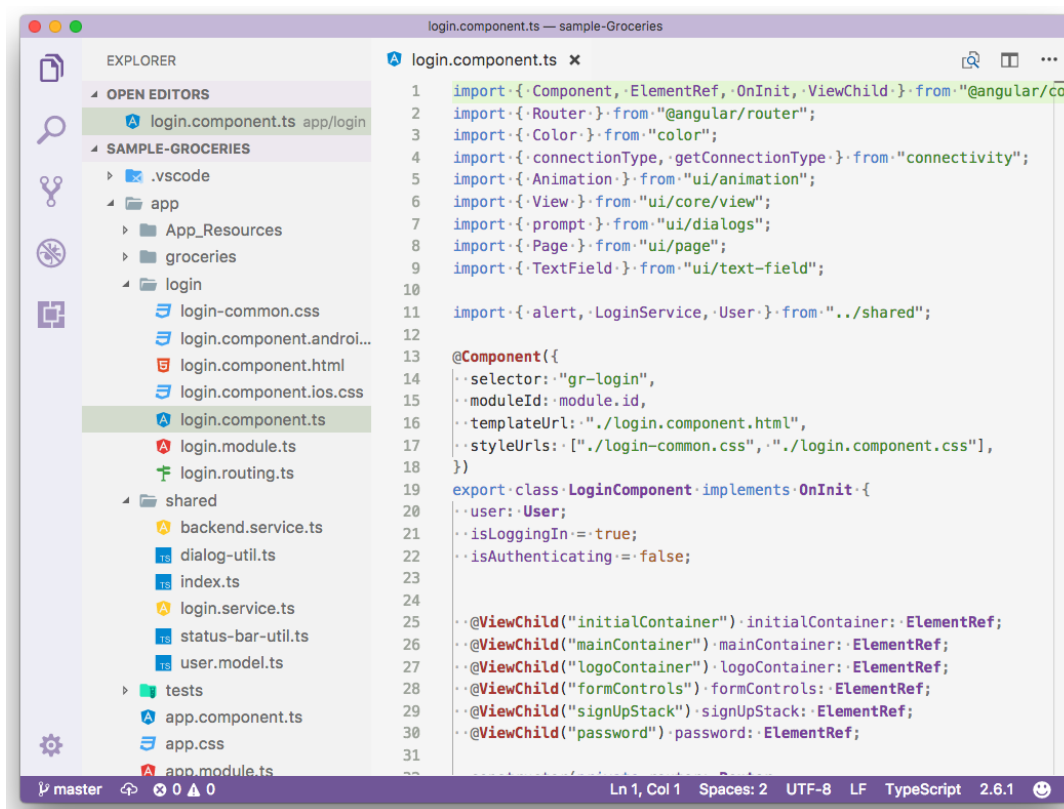 login.component.ts — sample-Groceries
EXPLORER
OPEN EDITORS
login.component.ts app/login
SAMPLE-GROCERIES
.vscode
app
App_Resources
groceries
login
login-common.css
login.component.androi...
login.component.html
login.component.ios.css
login.component.ts
login.module.ts
login.routing.ts
shared
backend.service.ts
dialog-util.ts
index.ts
login.service.ts
status-bar-util.ts
user.model.ts
tests
app.component.ts
app.css
app.module.ts
login.component.ts
1 import { Component, ElementRef, OnInit, ViewChild } from "@angular/co
2 import { Router } from "@angular/router";
3 import { Color } from "color";
4 import { connectionType, getConnectionType } from "connectivity";
5 import { Animation } from "ui/animation";
6 import { View } from "ui/core/view";
7 import { prompt } from "ui/dialogs";
8 import { Page } from "ui/page";
9 import { TextField } from "ui/text-field";
10
11 import { alert, LoginService, User } from "../shared";
12
13 @Component({
14   selector: "gr-login",
15   moduleId: module.id,
16   templateUrl: "./login.component.html",
17   styleUrls: ["./login-common.css", "./login.component.css"],
18 })
19 export class LoginComponent implements OnInit {
20   user: User;
21   isLoggingIn = true;
22   isAuthenticating = false;
23
24
25   @ViewChild("initialContainer") initialContainer: ElementRef;
26   @ViewChild("mainContainer") mainContainer: ElementRef;
27   @ViewChild("logoContainer") logoContainer: ElementRef;
28   @ViewChild("formControls") formControls: ElementRef;
29   @ViewChild("signUpStack") signUpStack: ElementRef;
30   @ViewChild("password") password: ElementRef;
31
32   constructor(private router: Router,
master 0 0 Ln 1, Col 1 Spaces: 2 UTF-8 LF TypeScript 2.6.1